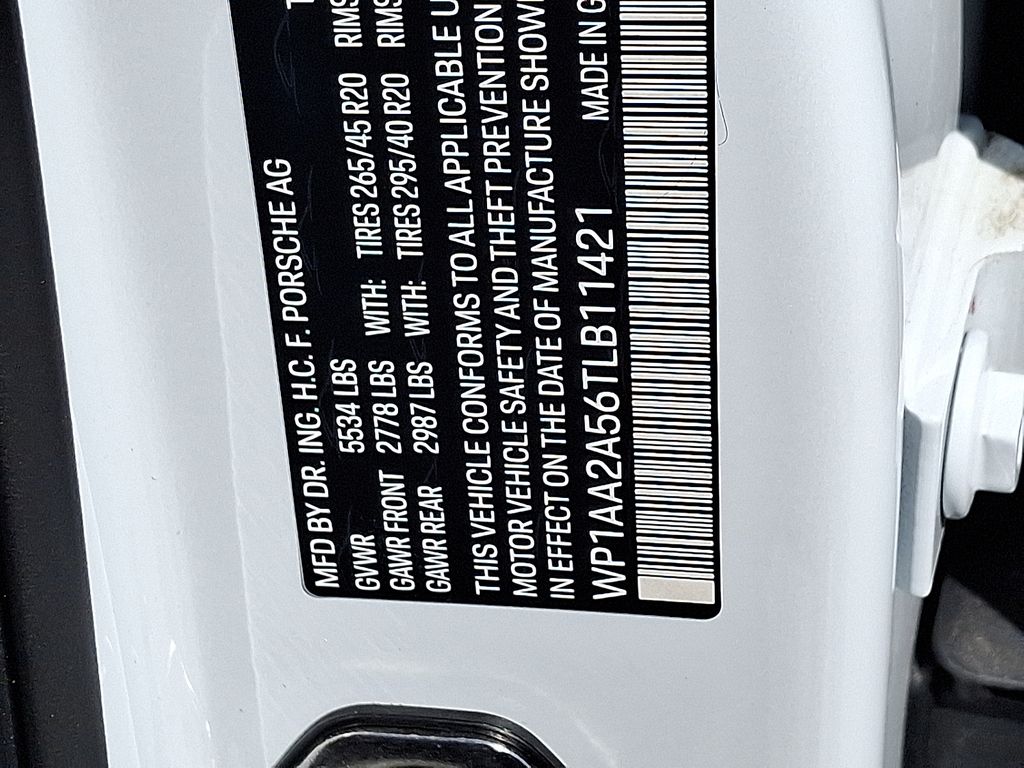 MFD BY DR. ING. H.C. F. PORSCHE AG
GVWR 5534 LBS
GAWR FRONT 2778 LBS WITH: TIRES 265/45 R20 RIMS
GAWR REAR 2987 LBS WITH: TIRES 295/40 R20 RIMS
THIS VEHICLE CONFORMS TO ALL APPLICABLE U
MOTOR VEHICLE SAFETY AND THEFT PREVENTION
IN EFFECT ON THE DATE OF MANUFACTURE SHOWN
WP1AA2A56TLB11421 MADE IN G